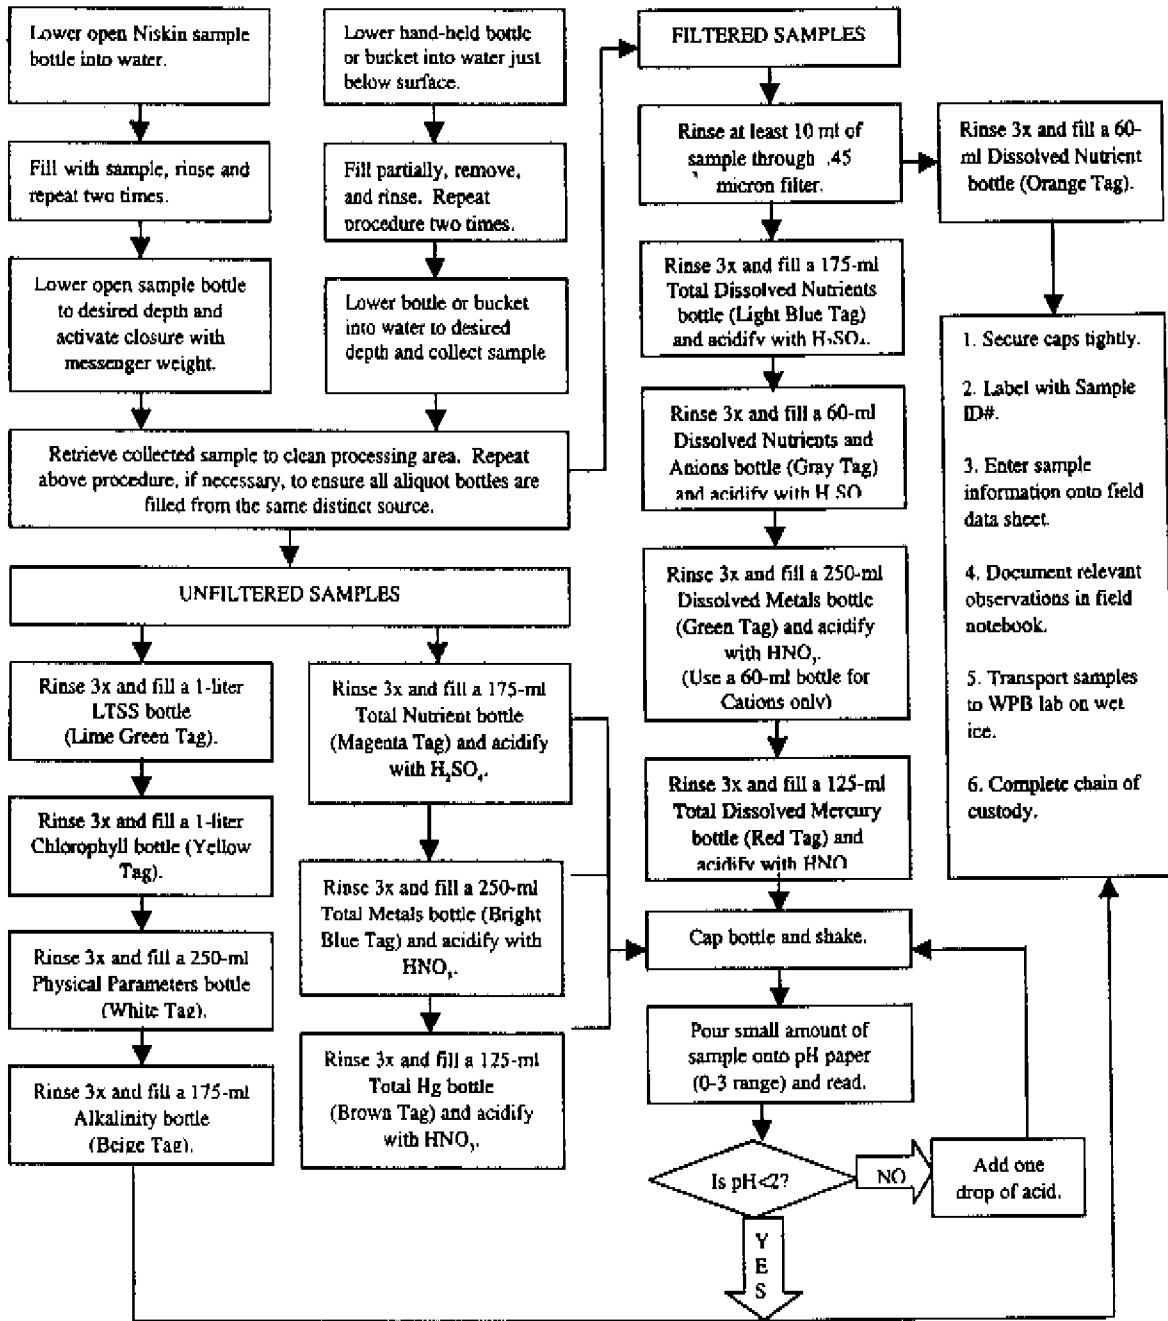 Lower open Niskin sample
bottle into water.
Fill with sample, rinse and
repeat two times.
Lower open sample bottle
to desired depth and
activate closure with
messenger weight.
Lower hand-held bottle
or bucket into water just
below surface.
Fill partially, remove,
and rinse. Repeat
procedure two times.
Lower bottle or bucket
into water to desired
depth and collect sample
Retrieve collected sample to clean processing area. Repeat
above procedure, if necessary, to ensure all aliquot bottles are
filled from the same distinct source.
UNFILTERED SAMPLES
Rinse 3x and fill a 1-liter
LTSS bottle
(Lime Green Tag).
Rinse 3x and fill a 1-liter
Chlorophyll bottle (Yellow
Tag).
Rinse 3x and fill a 250-ml
Physical Parameters bottle
(White Tag).
Rinse 3x and fill a 175-ml
Alkalinity bottle
(Beige Tag).
Rinse 3x and fill a 175-ml
Total Nutrient bottle
(Magenta Tag) and acidify
with H₂SO₄.
Rinse 3x and fill a 250-ml
Total Metals bottle (Bright
Blue Tag) and acidify with
HNO₃.
Rinse 3x and fill a 125-ml
Total Hg bottle
(Brown Tag) and acidify
with HNO₃.
FILTERED SAMPLES
Rinse at least 10 ml of
sample through .45
micron filter.
Rinse 3x and fill a 175-ml
Total Dissolved Nutrients
bottle (Light Blue Tag)
and acidify with H₂SO₄.
Rinse 3x and fill a 60-ml
Dissolved Nutrients and
Anions bottle (Gray Tag)
and acidify with H₂SO
Rinse 3x and fill a 250-ml
Dissolved Metals bottle
(Green Tag) and acidify
with HNO₃.
(Use a 60-ml bottle for
Cations only)
Rinse 3x and fill a 125-ml
Total Dissolved Mercury
bottle (Red Tag) and
acidify with HNO
Cap bottle and shake.
Pour small amount of
sample onto pH paper
(0-3 range) and read.
Is pH<2?
NO
Add one
drop of acid.
YES
Rinse 3x and fill a 60-
ml Dissolved Nutrient
bottle (Orange Tag).
1. Secure caps tightly.
2. Label with Sample
ID#.
3. Enter sample
information onto field
data sheet.
4. Document relevant
observations in field
notebook.
5. Transport samples
to WPB lab on wet
ice.
6. Complete chain of
custody.